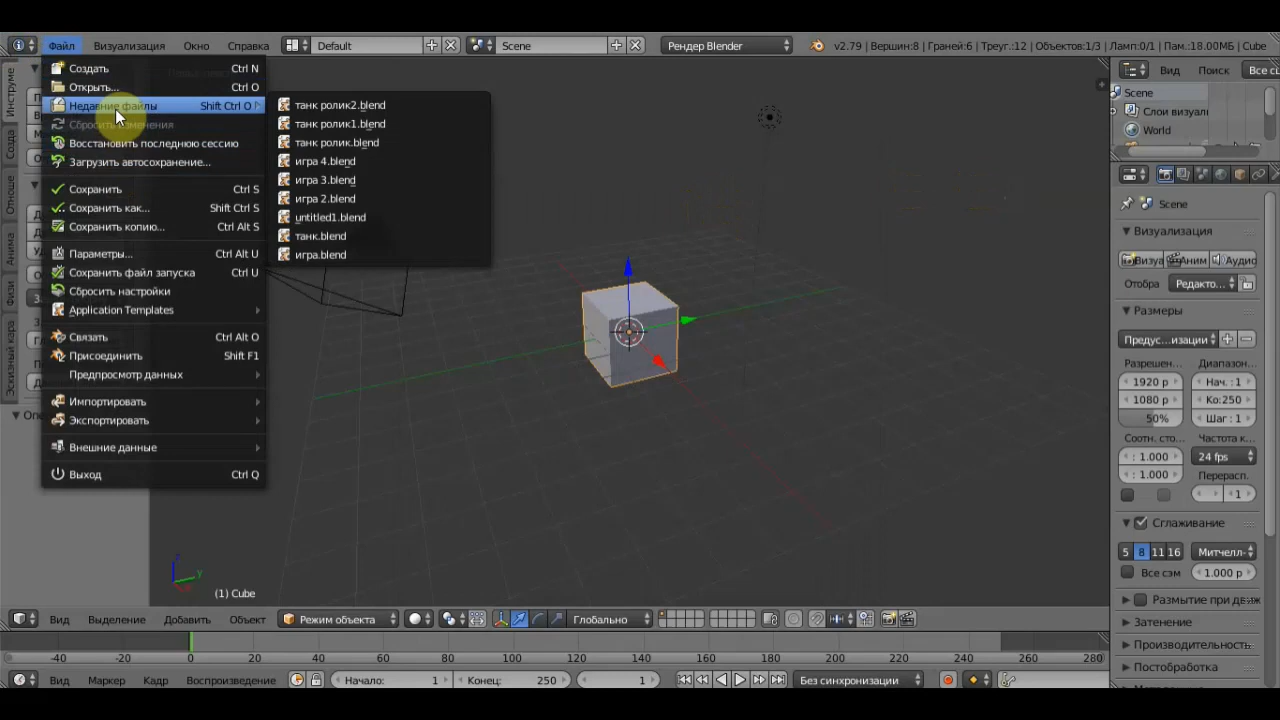 Файл Визуализация Окно Справка Default Scene Рендер Blender v2.79 | Вершин:8 | Граней:6 | Треуг.:12 | Объектов:1/3 | Ламп:0/1 | Пам.:18.00МБ | Cube
Создать Ctrl N
Открыть... Ctrl O
Недавние файлы Shift Ctrl O
Сбросить изменения
Восстановить последнюю сессию
Загрузить автосохранение...
Сохранить Ctrl S
Сохранить как... Shift Ctrl S
Сохранить копию... Ctrl Alt S
Параметры... Ctrl Alt U
Сохранить файл запуска Ctrl U
Сбросить настройки
Application Templates
Связать Ctrl Alt O
Присоединить Shift F1
Предпросмотр данных
Импортировать
Экспортировать
Внешние данные
Выход Ctrl Q
танк ролик2.blend
танк ролик1.blend
танк ролик.blend
игра 4.blend
игра 3.blend
игра 2.blend
untitled1.blend
танк.blend
игра.blend
Инструме
Созда
Отноше
Анима
Физи
Эскизный кара
(1) Cube
Вид Поиск Все сц
Scene
Слои визуал
World
Scene
Визуализация
Визуа Аним Аудио
Отобра Редакто...
Размеры
Предус...изации
Разрешен... Диапазон...
1920 p Нач.:1
1080 p Ко:250
50% Шаг:1
Соотн. сто... Частота к...
: 1.000 24 fps
: 1.000 Перерасп.
1
Сглаживание
5 8 11 16 Митчелл-
Все сэм 1.000 p
Размытие при движ
Затенение
Производительность
Постобработка
Вид Выделение Добавить Объект Режим объекта Глобально
-40 -20 0 20 40 60 80 100 120 140 160 180 200 220 240 260 280
Вид Маркер Кадр Воспроизведение Начало: 1 Конец: 250 1 Без синхронизации